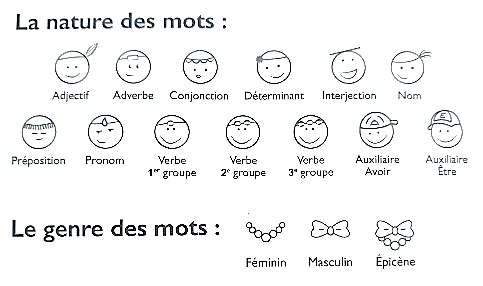 La nature des mots :
Adjectif Adverbe Conjonction Déterminant Interjection Nom
Préposition Pronom Verbe 1er groupe Verbe 2e groupe Verbe 3e groupe Auxiliaire Avoir Auxiliaire Être
A E
Le genre des mots :
Féminin Masculin Épicène